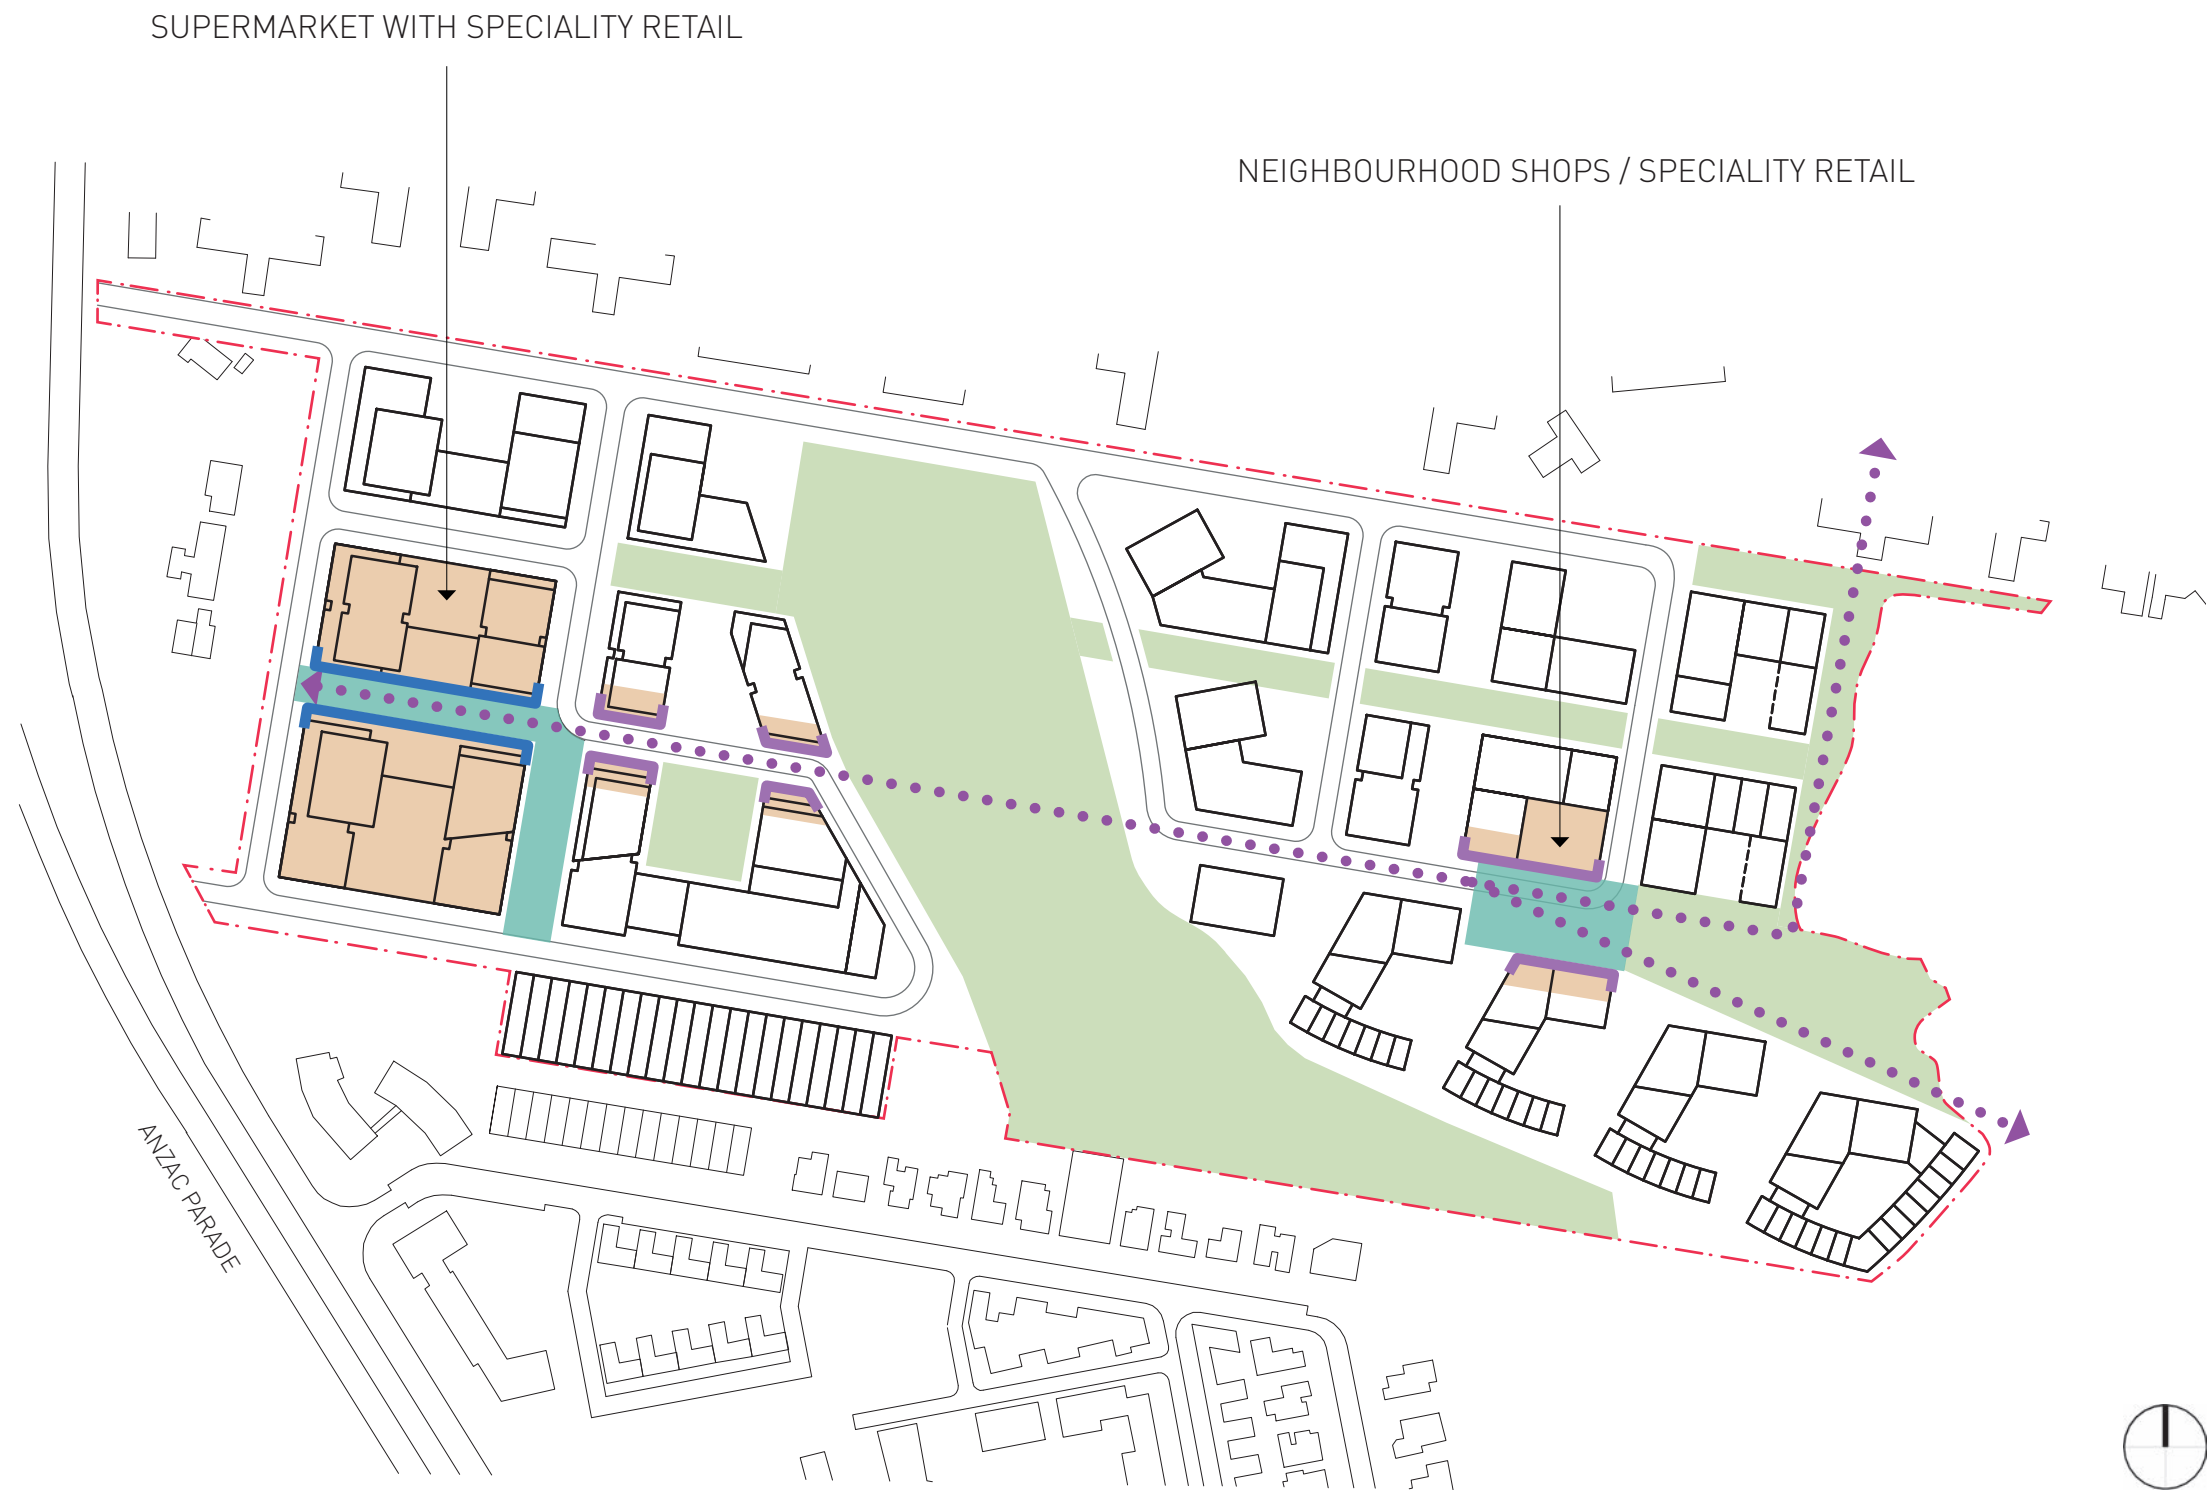 SUPERMARKET WITH SPECIALITY RETAIL
NEIGHBOURHOOD SHOPS / SPECIALITY RETAIL
ANZAC PARADE